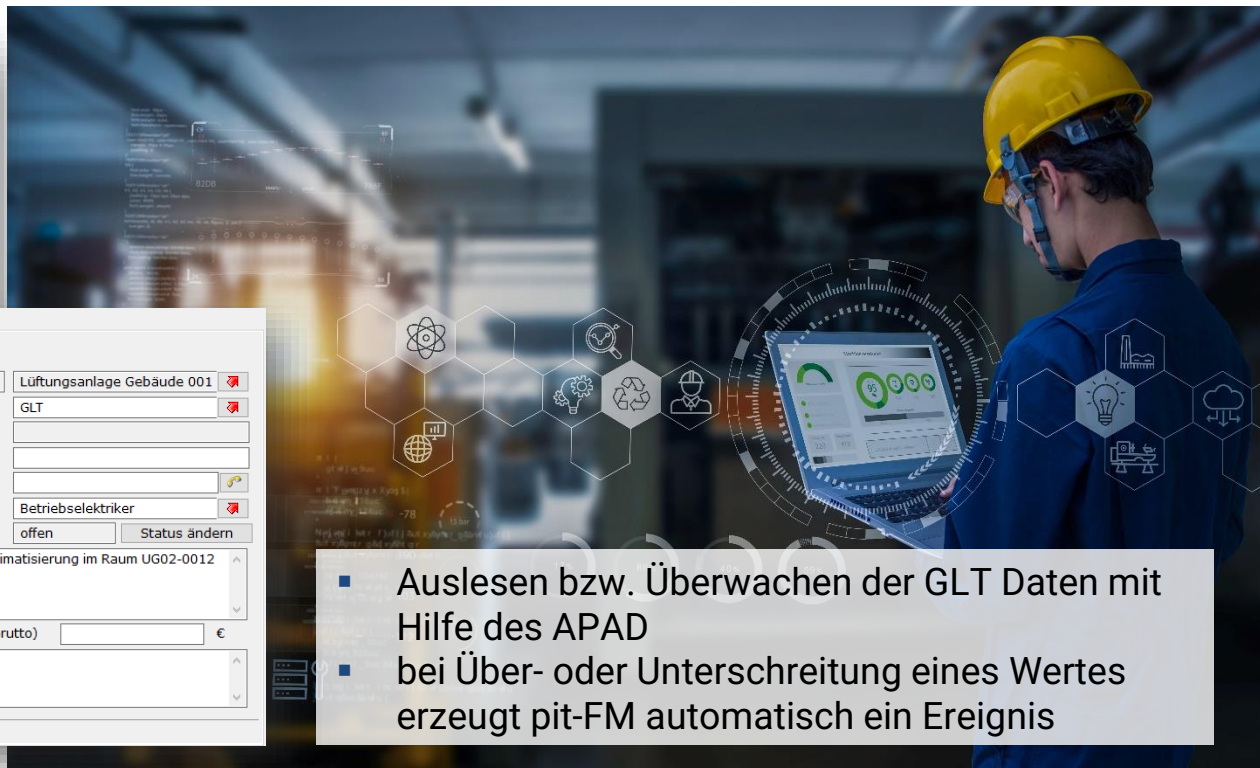 Lüftungsanlage Gebäude 001
GLT
Betriebselektriker
offen
Status ändern
imatisierung im Raum UG02-0012
rutto)
€
Auslesen bzw. Überwachen der GLT Daten mit
Hilfe des APAD
bei Über- oder Unterschreitung eines Wertes
erzeugt pit-FM automatisch ein Ereignis